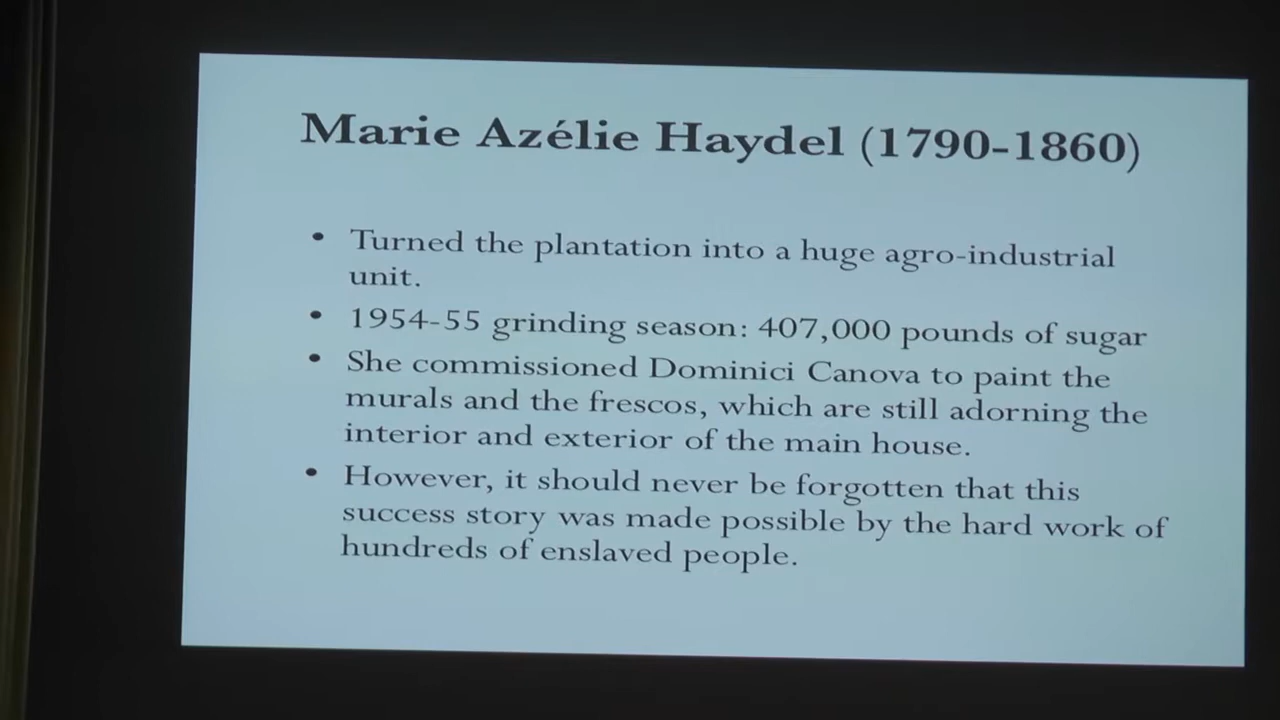 Marie Azélie Haydel (1790-1860)
• Turned the plantation into a huge agro-industrial
unit.
• 1954-55 grinding season: 407,000 pounds of sugar
• She commissioned Dominici Canova to paint the
murals and the frescos, which are still adorning the
interior and exterior of the main house.
• However, it should never be forgotten that this
success story was made possible by the hard work of
hundreds of enslaved people.